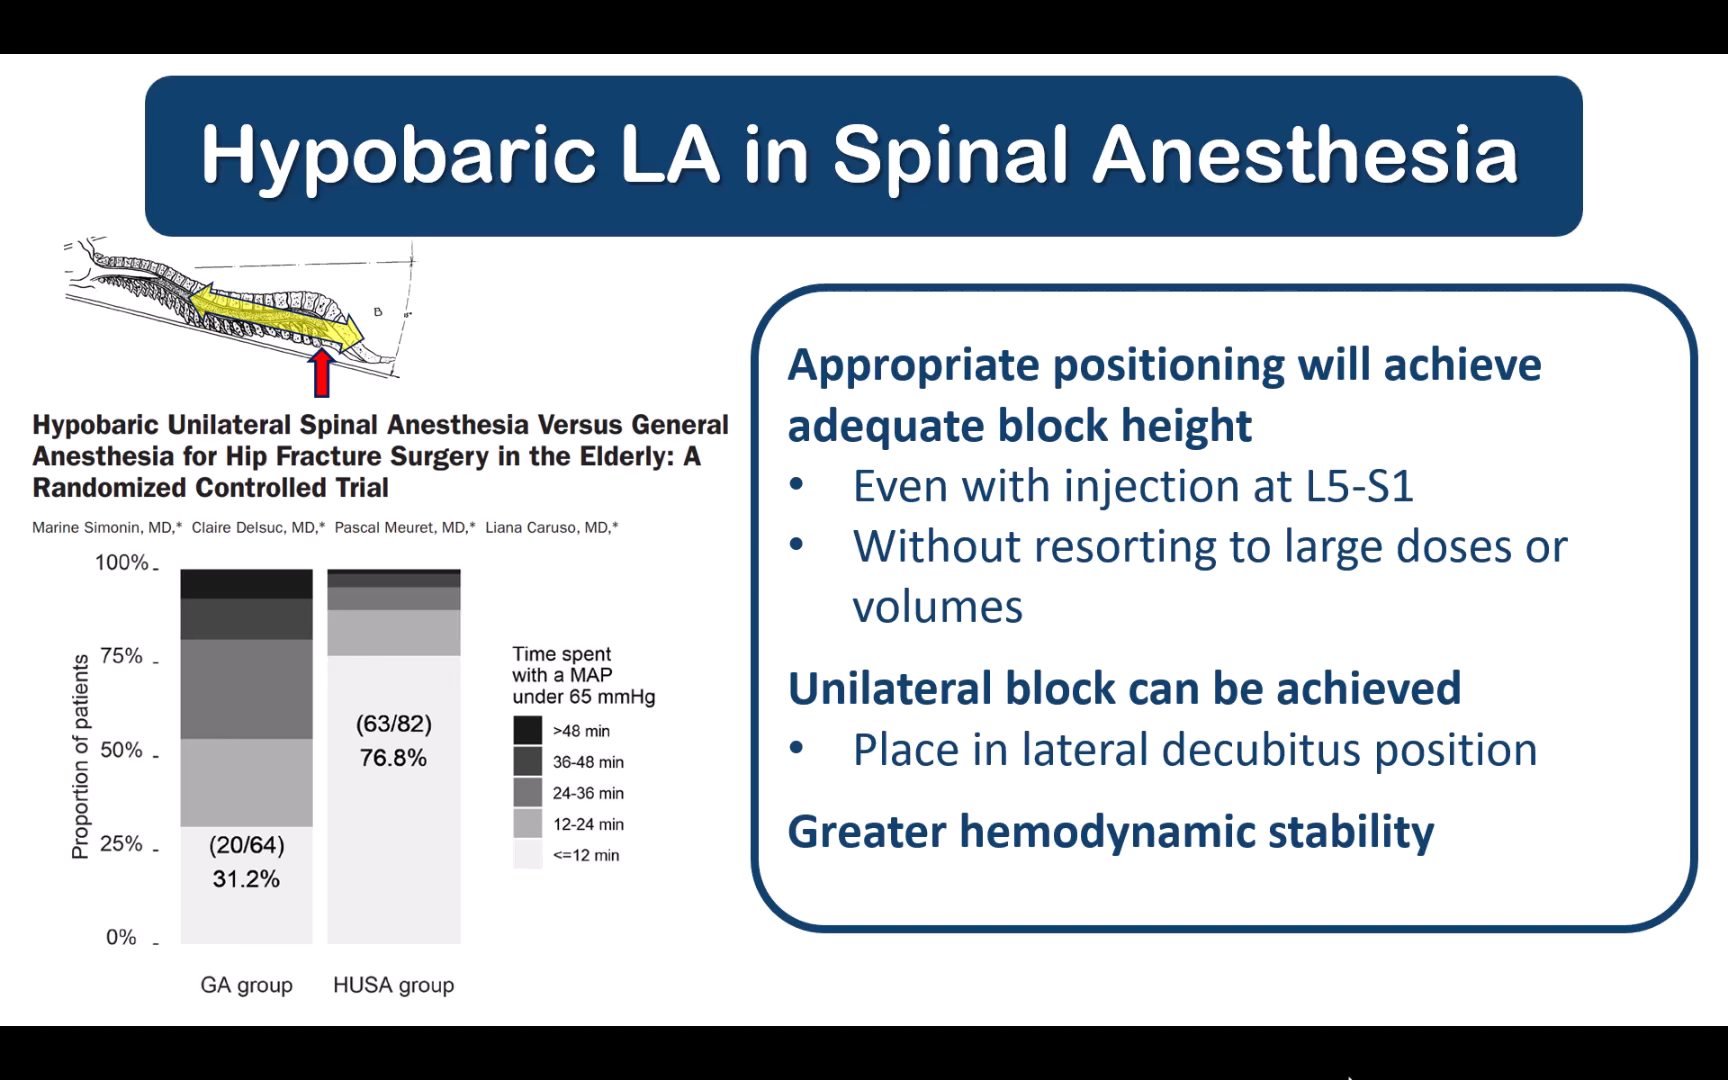 Hypobaric LA in Spinal Anesthesia
B
Hypobaric Unilateral Spinal Anesthesia Versus General
Anesthesia for Hip Fracture Surgery in the Elderly: A
Randomized Controlled Trial
Marine Simonin, MD,* Claire Delsuc, MD,* Pascal Meuret, MD,* Liana Caruso, MD,*
100%
75%
50%
25%
0%
Proportion of patients
(20/64)
31.2%
(63/82)
76.8%
GA group
HUSA group
Time spent
with a MAP
under 65 mmHg
>48 min
36-48 min
24-36 min
12-24 min
<=12 min
Appropriate positioning will achieve
adequate block height
• Even with injection at L5-S1
• Without resorting to large doses or
volumes
Unilateral block can be achieved
• Place in lateral decubitus position
Greater hemodynamic stability